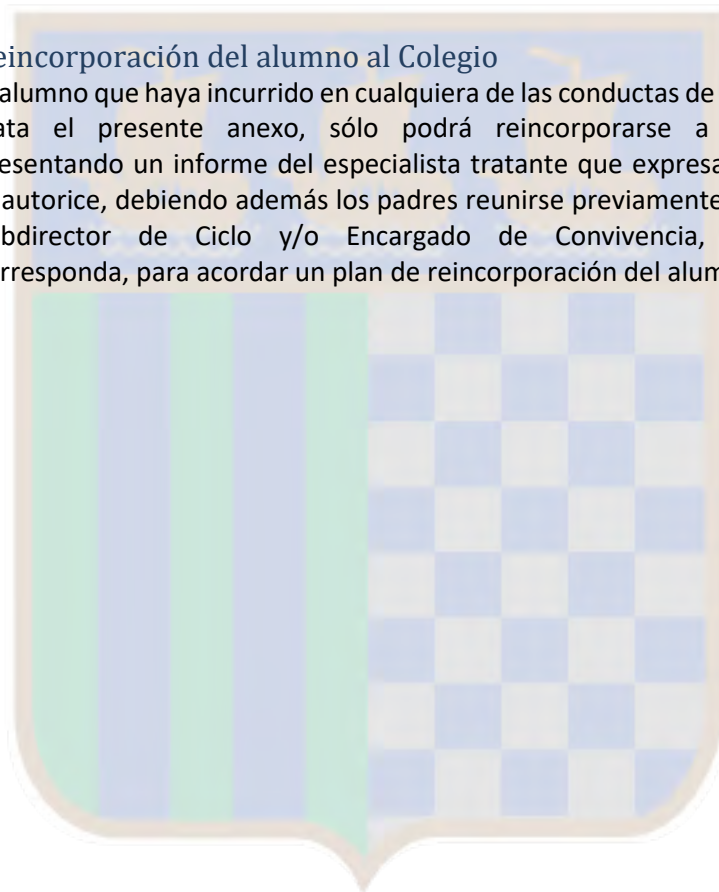 eincorporación del alumno al Colegio
alumno que haya incurrido en cualquiera de las conductas de
ata el presente anexo, sólo podrá reincorporarse a
esentando un informe del especialista tratante que expresa
autorice, debiendo además los padres reunirse previamente
bdirector de Ciclo y/o Encargado de Convivencia,
rresponda, para acordar un plan de reincorporación del alum